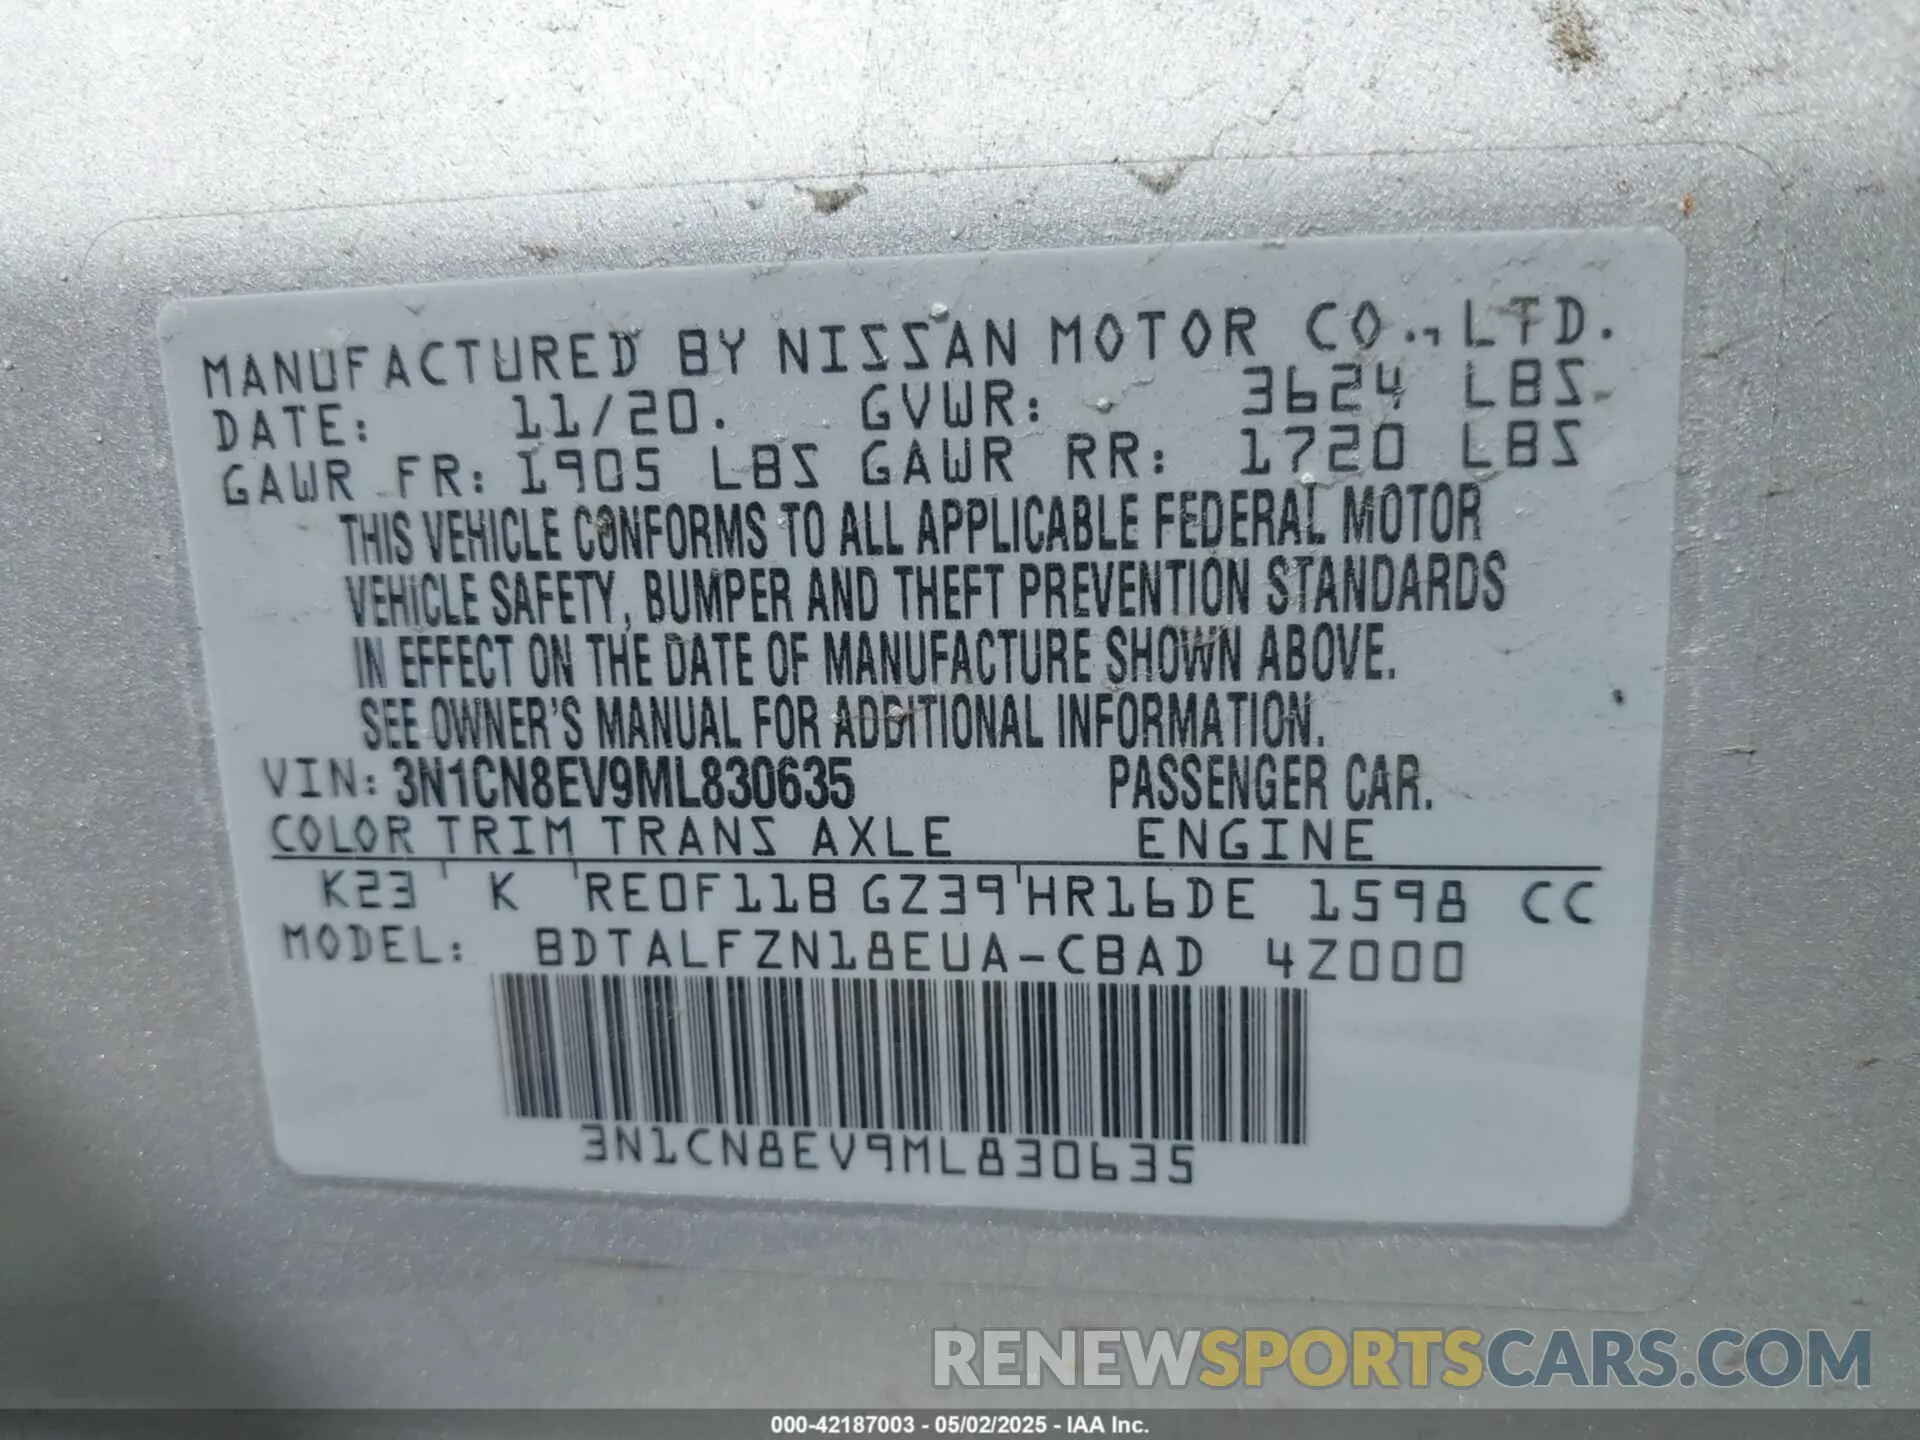 MANUFACTURED BY NISSAN MOTOR CO., LTD.
DATE: 11/20. GVWR: 3624 LBS
GAWR FR: 1905 LBS GAWR RR: 1720 LBS
THIS VEHICLE CONFORMS TO ALL APPLICABLE FEDERAL MOTOR
VEHICLE SAFETY, BUMPER AND THEFT PREVENTION STANDARDS
IN EFFECT ON THE DATE OF MANUFACTURE SHOWN ABOVE.
SEE OWNER'S MANUAL FOR ADDITIONAL INFORMATION.
VIN: 3N1CN8EV9ML830635 PASSENGER CAR.
COLOR TRIM TRANS AXLE ENGINE
K23 K RE0F11B GZ39 HR16DE 1598 CC
MODEL: BDTALFZN18EUA-CBAD 4Z000
3N1CN8EV9ML830635
RENEWSPORTSCARS.COM
000-42187003 - 05/02/2025 - IAA Inc.